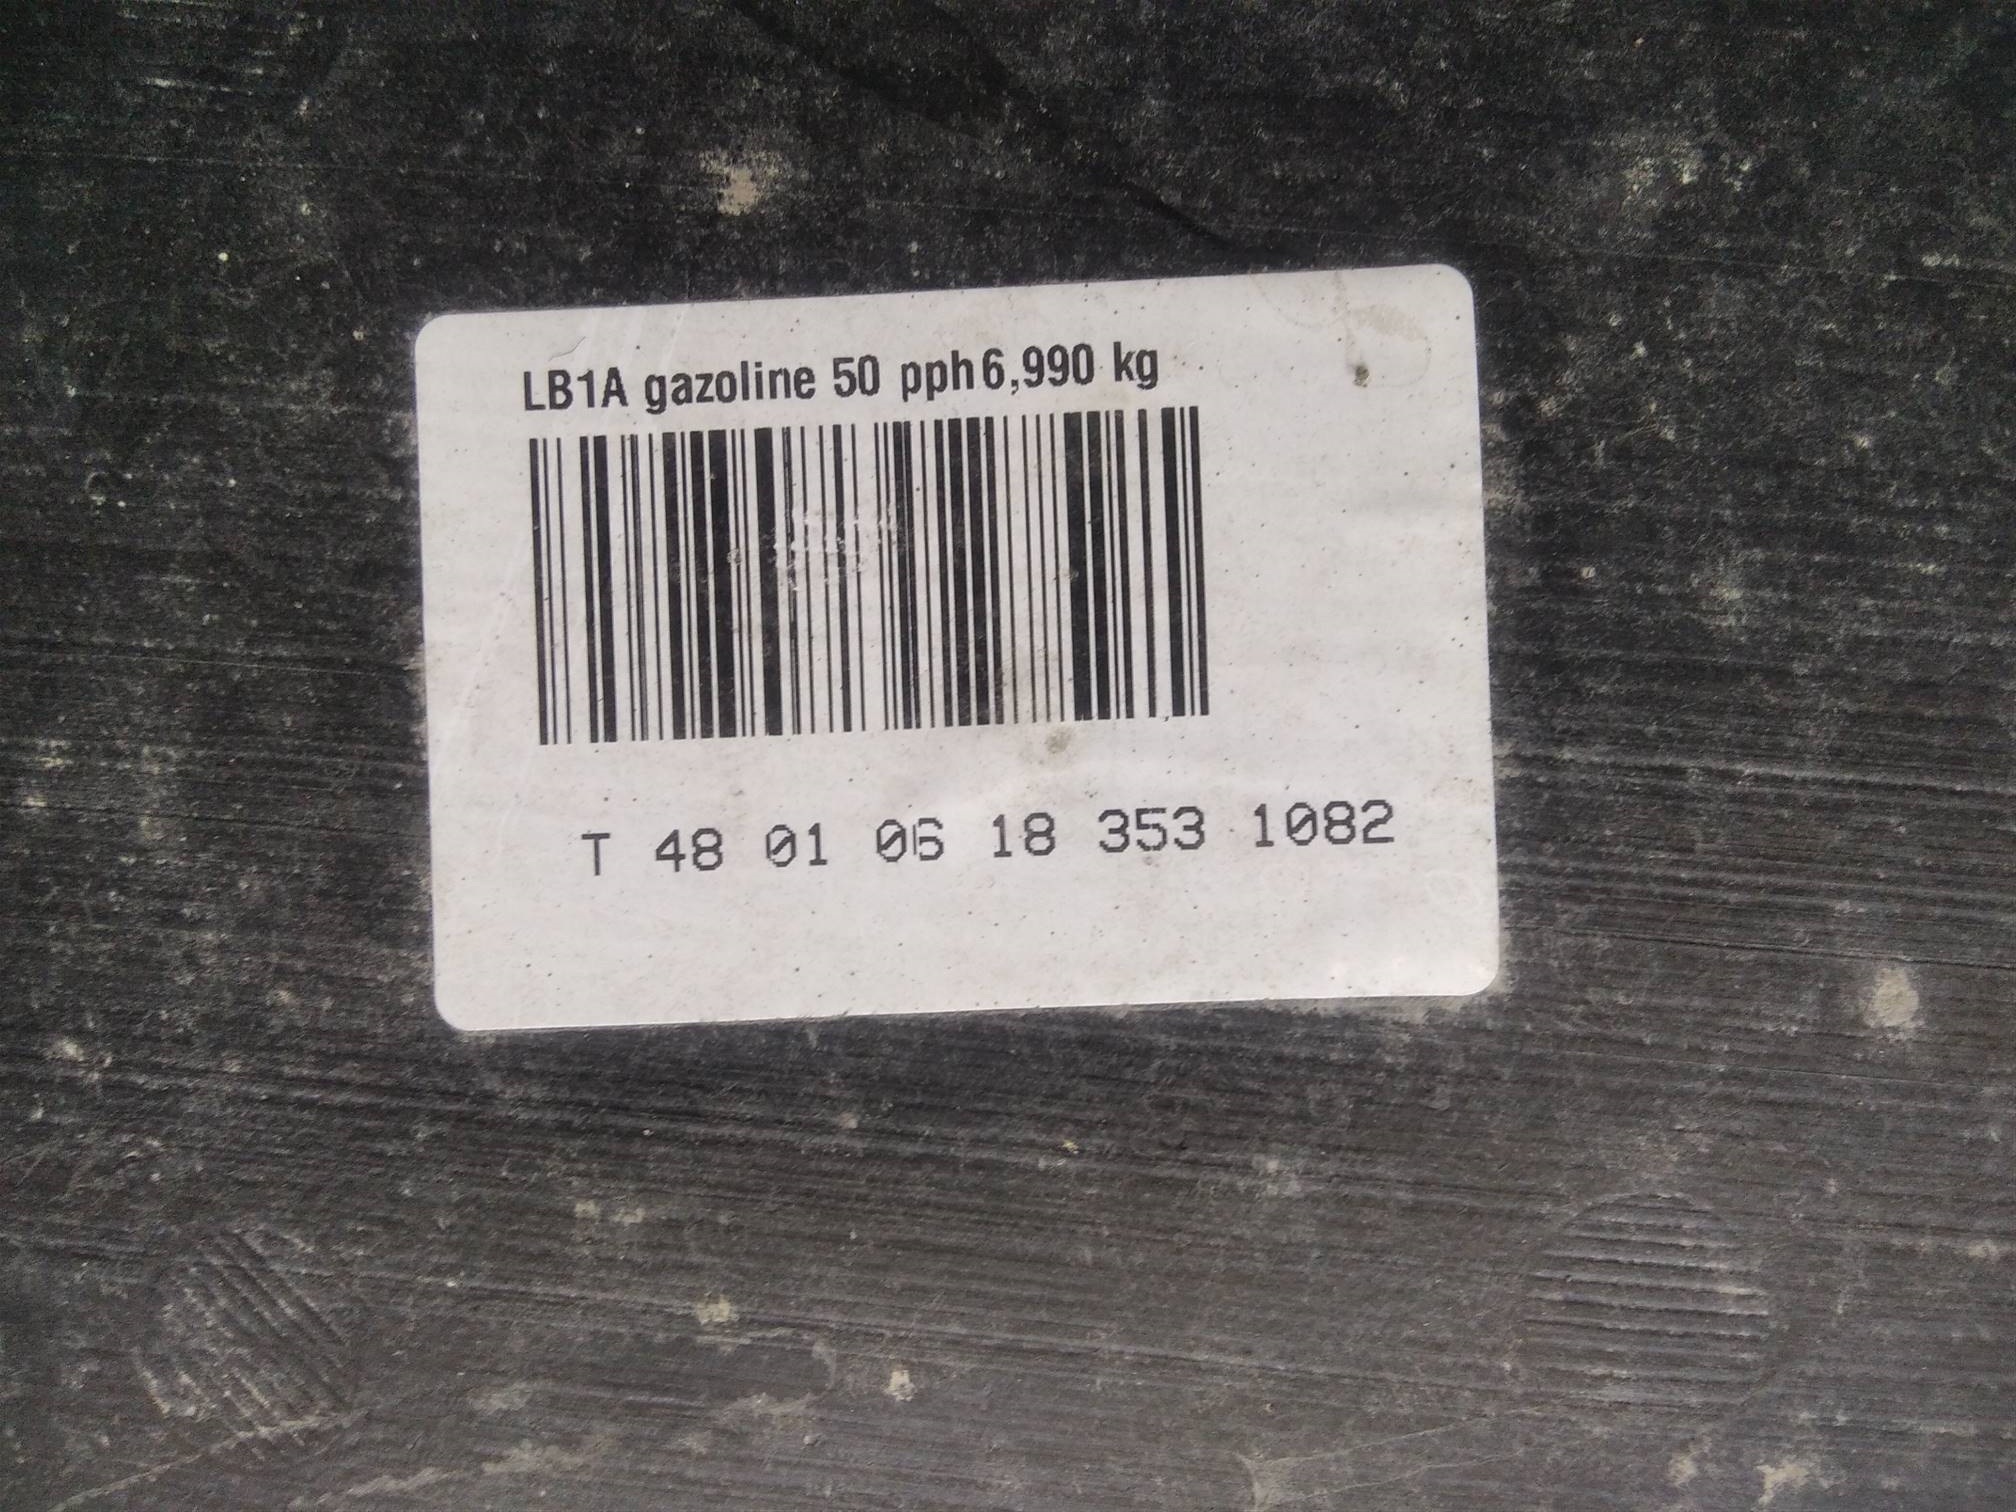 LB1A gazoline 50 pph 6,990 kg
T 48 01 06 18 353 1082